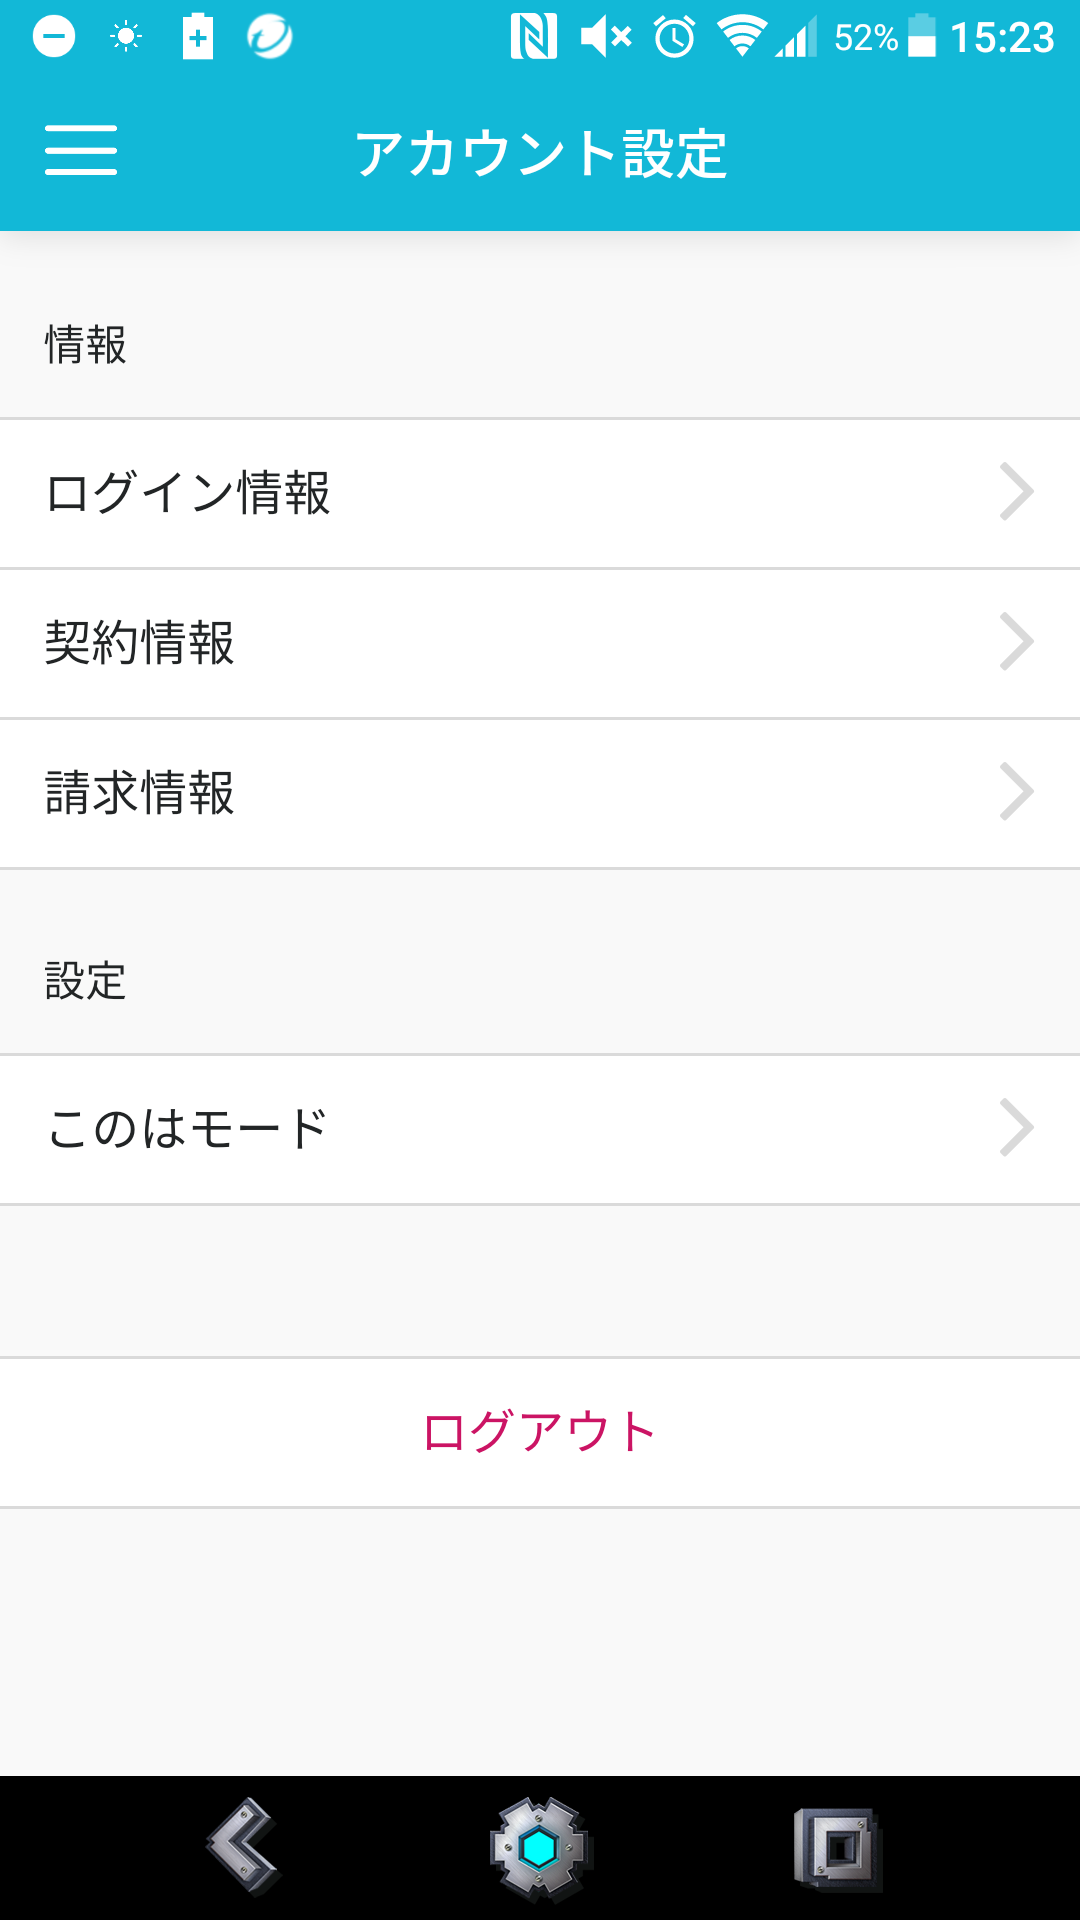 52% 15:23
アカウント設定
情報
ログイン情報
契約情報
請求情報
設定
このはモード
ログアウト